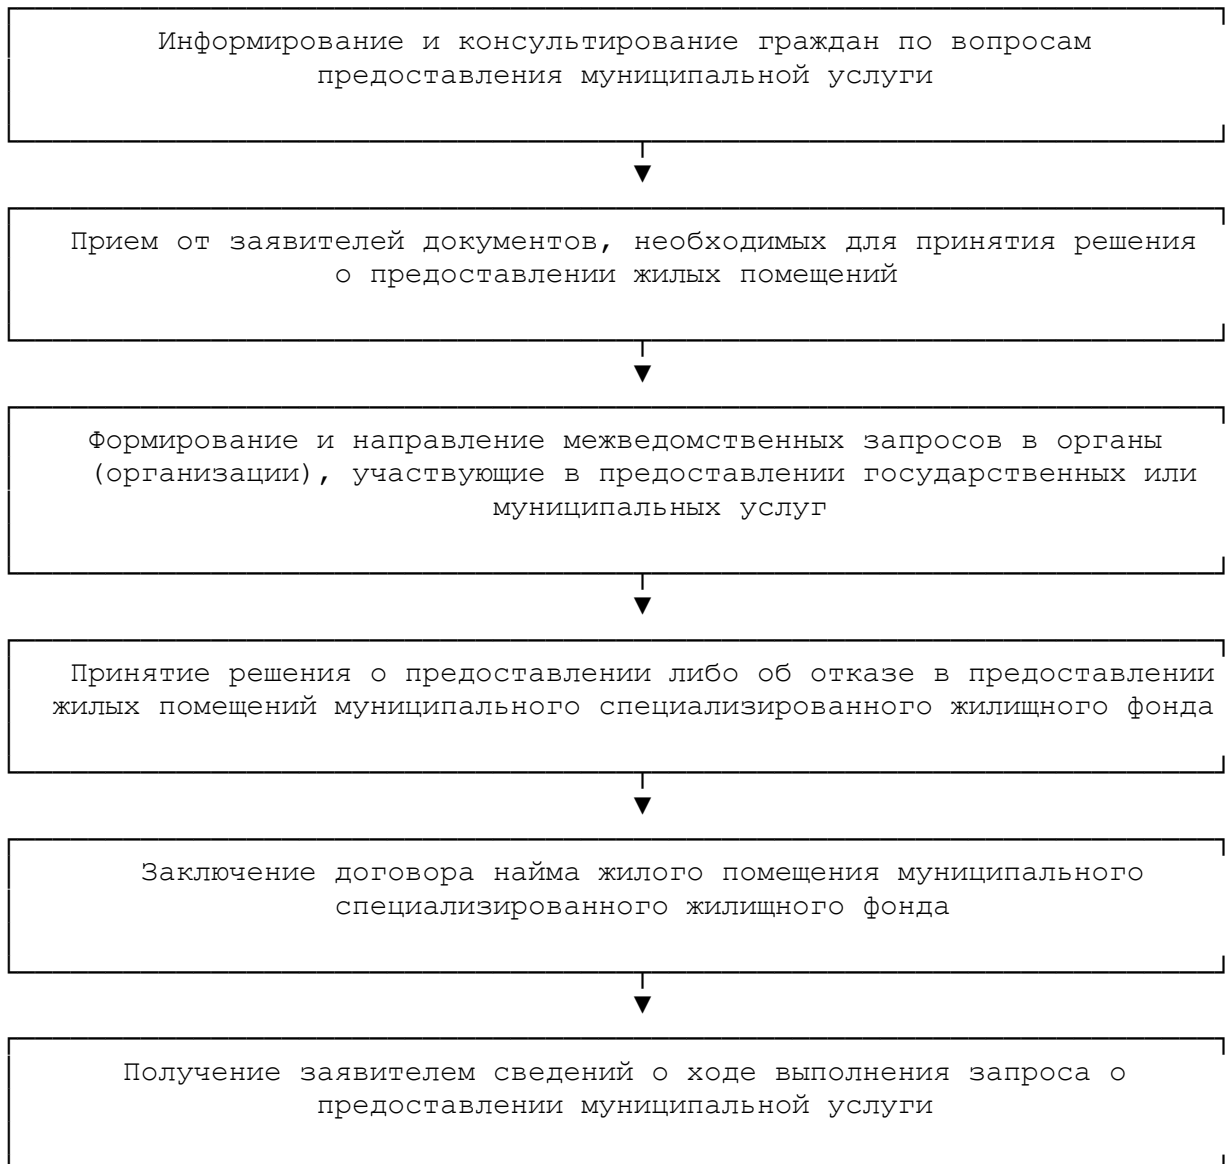 Информирование и консультирование граждан по вопросам
предоставления муниципальной услуги
Прием от заявителей документов, необходимых для принятия решения
о предоставлении жилых помещений
Формирование и направление межведомственных запросов в органы
(организации), участвующие в предоставлении государственных или
муниципальных услуг
Принятие решения о предоставлении либо об отказе в предоставлении
жилых помещений муниципального специализированного жилищного фонда
Заключение договора найма жилого помещения муниципального
специализированного жилищного фонда
Получение заявителем сведений о ходе выполнения запроса о
предоставлении муниципальной услуги